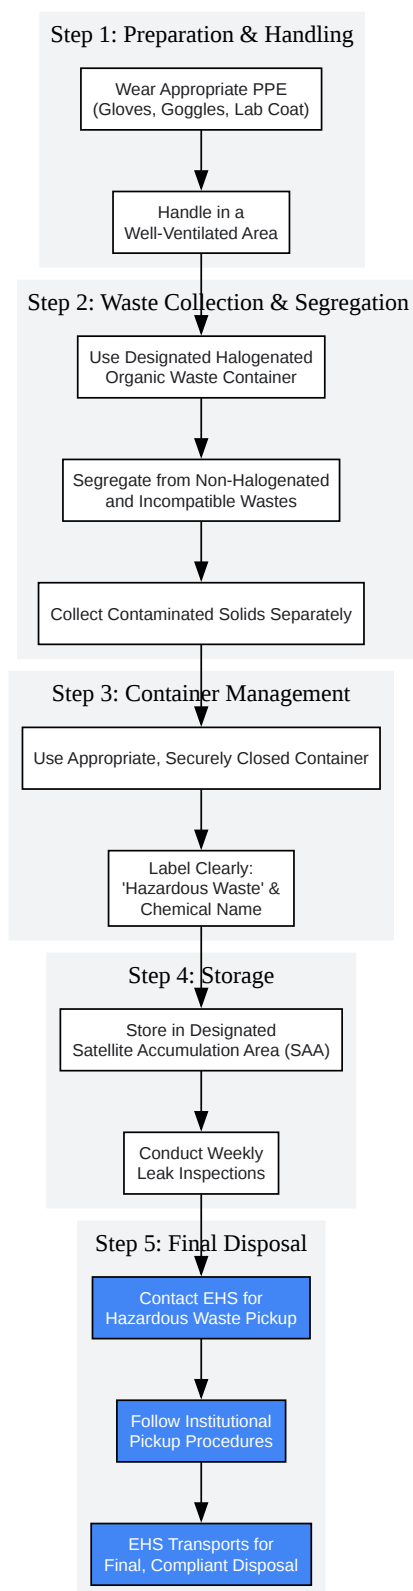 Step 1: Preparation & Handling
Wear Appropriate PPE
(Gloves, Goggles, Lab Coat)
Handle in a
Well-Ventilated Area
Step 2: Waste Collection & Segregation
Use Designated Halogenated
Organic Waste Container
Segregate from Non-Halogenated
and Incompatible Wastes
Collect Contaminated Solids Separately
Step 3: Container Management
Use Appropriate, Securely Closed Container
Label Clearly:
'Hazardous Waste' &
Chemical Name
Step 4: Storage
Store in Designated
Satellite Accumulation Area (SAA)
Conduct Weekly
Leak Inspections
Step 5: Final Disposal
Contact EHS for
Hazardous Waste Pickup
Follow Institutional
Pickup Procedures
EHS Transports for
Final, Compliant Disposal